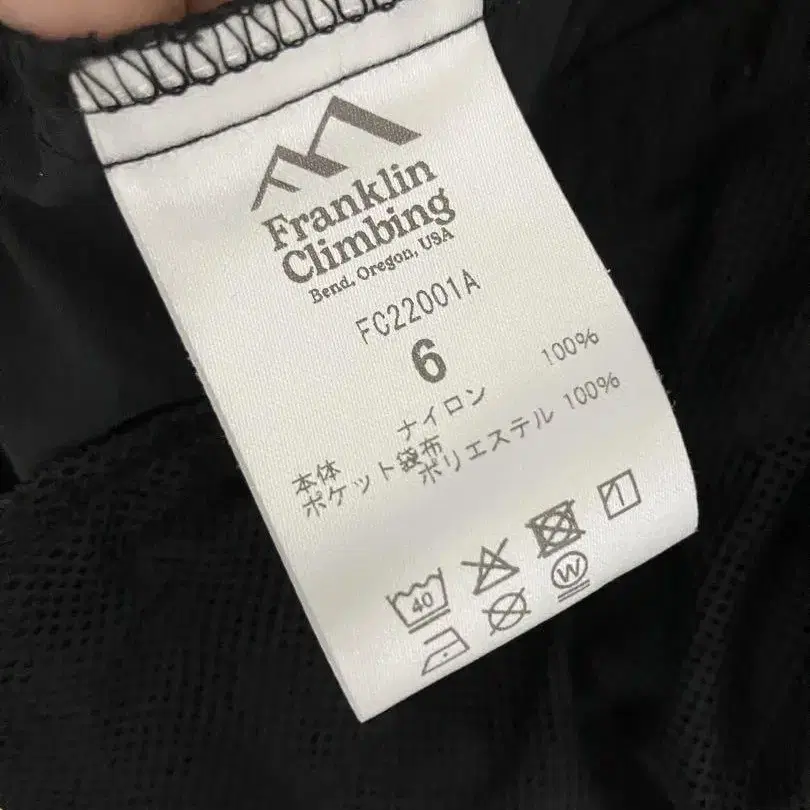 Franklin
Climbing
Bend, Oregon, USA
FC22001A
6
本体 ナイロン 100%
ポケット袋布 ポリエステル 100%
40
W